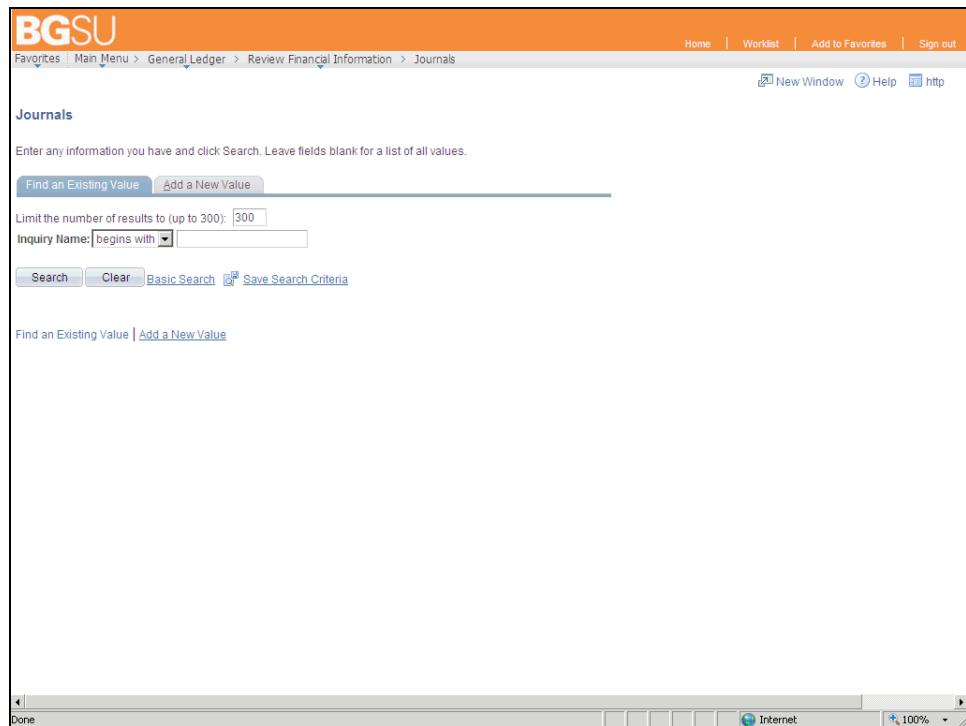 BGSU
Home | Worklist | Add to Favorites | Sign out
Favorites | Main Menu > General Ledger > Review Financial Information > Journals
New Window ? Help http
Journals
Enter any information you have and click Search. Leave fields blank for a list of all values.
Find an Existing Value Add a New Value
Limit the number of results to (up to 300): 300
Inquiry Name: begins with
Search Clear Basic Search Save Search Criteria
Find an Existing Value | Add a New Value
Done Internet 100%